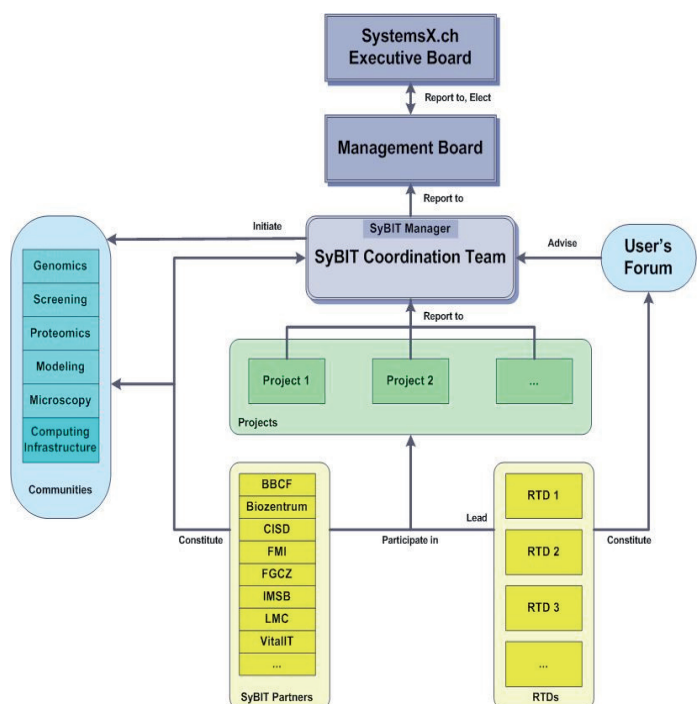 SystemsX.ch
Executive Board
Report to, Elect
Management Board
Report to
Initiate
SyBIT Manager
SyBIT Coordination Team
Advise
User's
Forum
Genomics
Screening
Proteomics
Modeling
Microscopy
Computing
Infrastructure
Communites
Report to
Project 1
Project 2
...
Projects
BBCF
Biozentrum
CISD
FMI
FGCZ
IMSB
LMC
VitalIT
...
SyBIT Partners
Constitute
Participate in
Lead
RTD 1
RTD 2
RTD 3
...
RTDs
Constitute